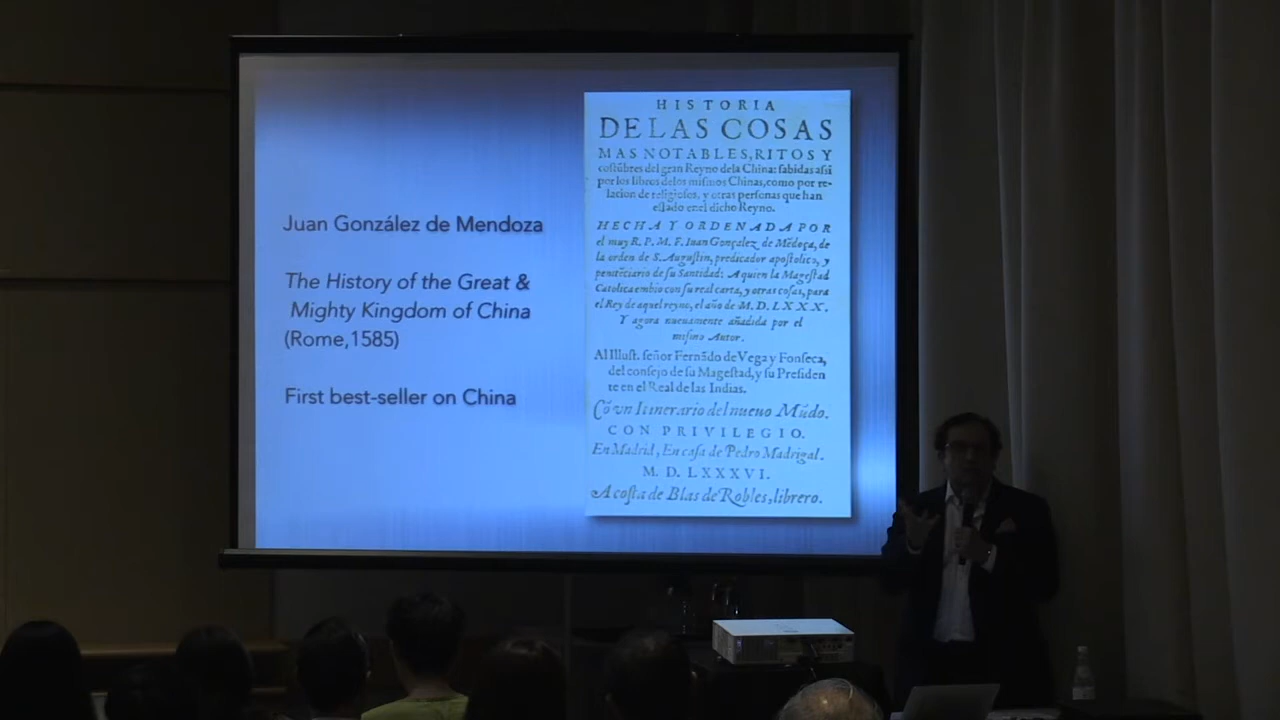 Juan González de Mendoza
The History of the Great &
Mighty Kingdom of China
(Rome,1585)
First best-seller on China
HISTORIA
DE LAS COSAS
MAS NOTABLES, RITOS Y
costũbres del gran Reyno dela China: sabidas assi
por los libros delos mismos Chinas, como por re-
lacion de religiosos, y otras personas que han
estado en el dicho Reyno.
HECHA Y ORDENADA POR
el muy R. P. M. F. Iuan Gonçalez de Mẽdoça, de
la orden de S. Augustin, predicador apostolico, y
penitẽciario de su Santidad: A quien la Magestad
Catolica embio con su real carta, y otras cosas, para
el Rey de aquel reyno, el año de M. D. LXXX.
Y agora nueuamente añadida por el
mismo Autor.
Al Illust. señor Fernãdo de Vega y Fonseca,
del consejo de su Magestad, y su Presiden
te en el Real de las Indias.
Cõ vn Itinerario del nueuo Mũdo.
CON PRIVILEGIO.
En Madrid, En casa de Pedro Madrigal.
M. D. LXXXVI.
A costa de Blas de Robles, librero.